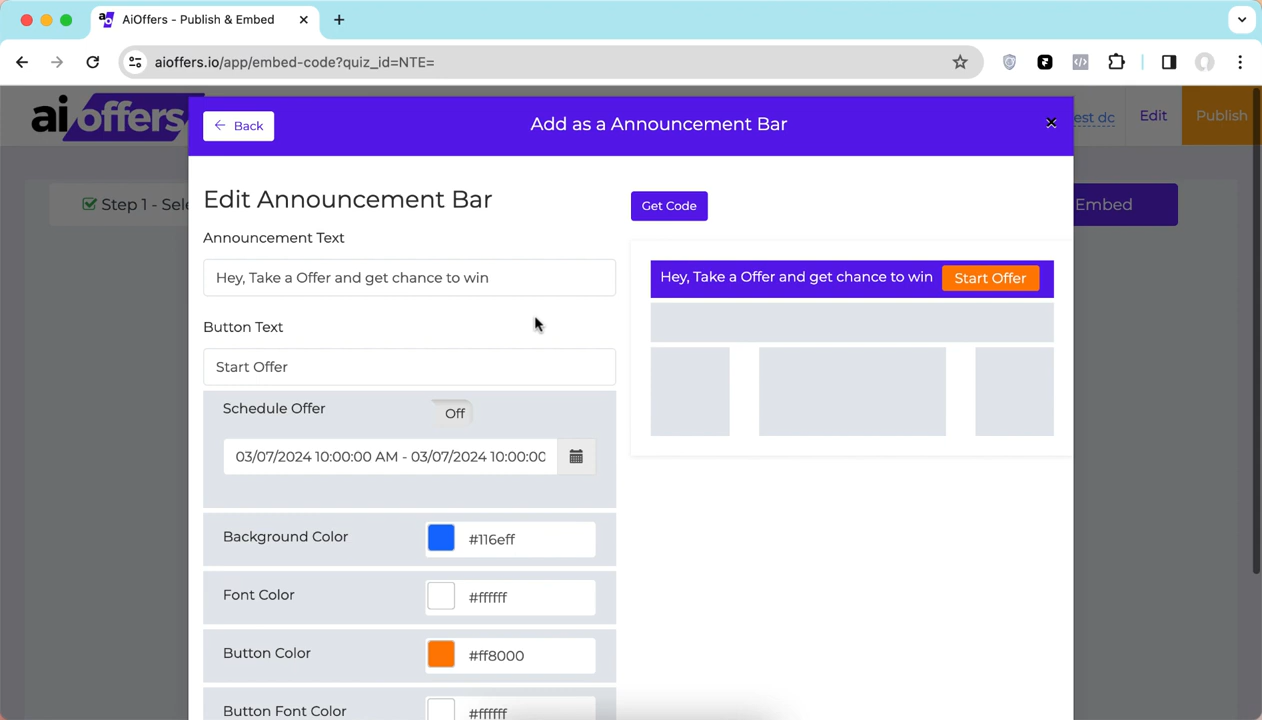 AiOffers - Publish & Embed
aioffers.io/app/embed-code?quiz_id=NTE=
aioffers
est dc
Edit
Publish
Back
Add as a Announcement Bar
Step 1 - Sele
Embed
Edit Announcement Bar
Get Code
Announcement Text
Hey, Take a Offer and get chance to win
Hey, Take a Offer and get chance to win
Start Offer
Button Text
Start Offer
Schedule Offer
Off
03/07/2024 10:00:00 AM - 03/07/2024 10:00:00
Background Color
#116eff
Font Color
#ffffff
Button Color
#ff8000
Button Font Color
#ffffff